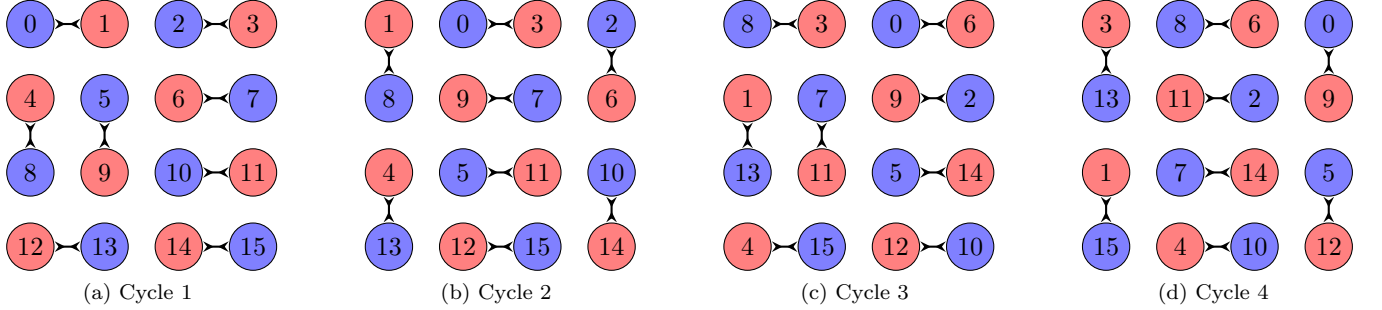 0 1 2 3
4 5 6 7
8 9 10 11
12 13 14 15
(a) Cycle 1
1 0 3 2
8 9 7 6
4 5 11 10
13 12 15 14
(b) Cycle 2
8 3 0 6
1 7 9 2
13 11 5 14
4 15 12 10
(c) Cycle 3
3 8 6 0
13 11 2 9
1 7 14 5
15 4 10 12
(d) Cycle 4